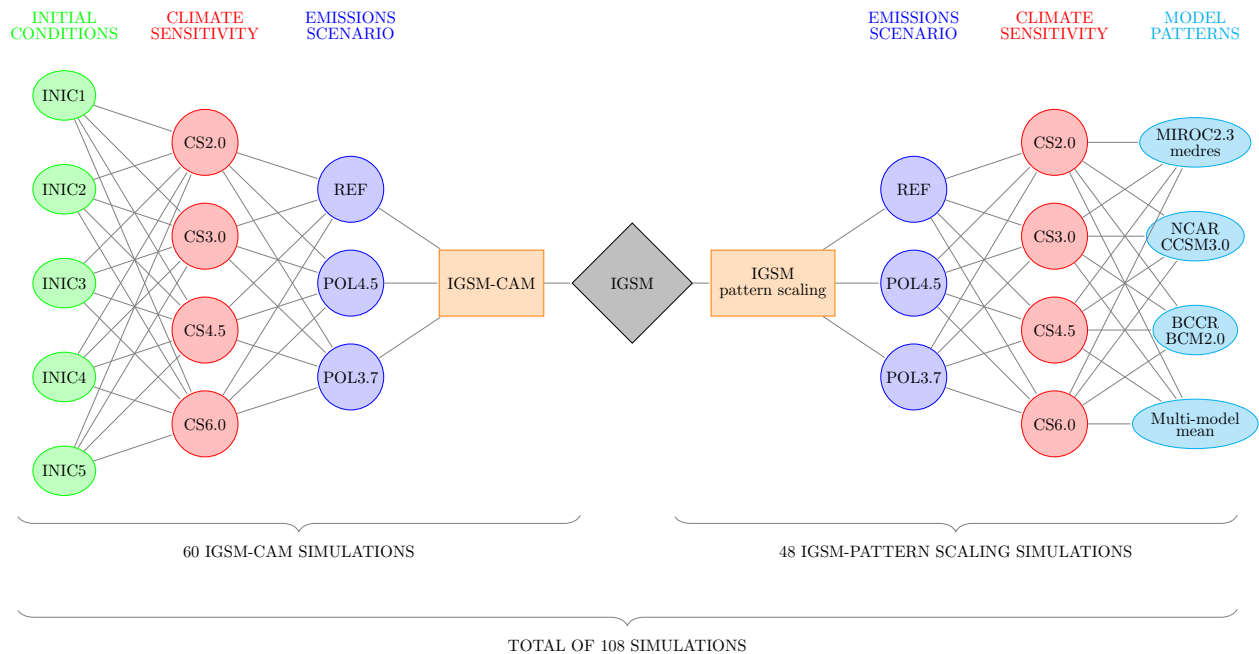 INITIAL
CONDITIONS
CLIMATE
SENSITIVITY
EMISSIONS
SCENARIO
EMISSIONS
SCENARIO
CLIMATE
SENSITIVITY
MODEL
PATTERNS
INIC1
INIC2
INIC3
INIC4
INIC5
CS2.0
CS3.0
CS4.5
CS6.0
REF
POL4.5
POL3.7
IGSM-CAM
IGSM
IGSM
pattern scaling
REF
POL4.5
POL3.7
CS2.0
CS3.0
CS4.5
CS6.0
MIROC2.3
medres
NCAR
CCSM3.0
BCCR
BCM2.0
Multi-model
mean
60 IGSM-CAM SIMULATIONS
48 IGSM-PATTERN SCALING SIMULATIONS
TOTAL OF 108 SIMULATIONS